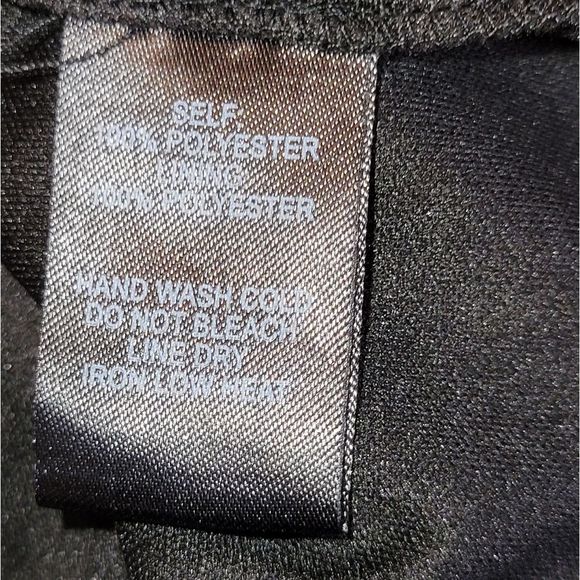 SELF
100% POLYESTER
LINING
100% POLYESTER
HAND WASH COLD
DO NOT BLEACH
LINE DRY
IRON LOW HEAT